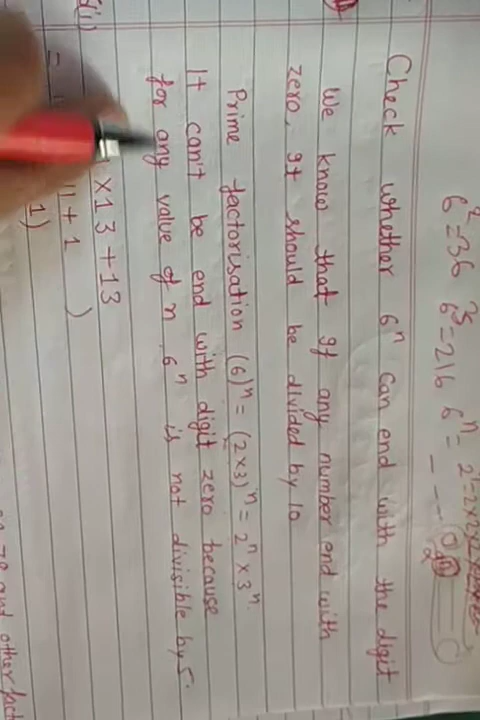 6² = 36 6³ = 216 6ⁿ =
Check whether 6ⁿ can end with the digit
We know that If any number end with
zero, It should be divided by 10
Prime factorisation (6)ⁿ = (2×3)ⁿ = 2ⁿ × 3ⁿ.
It can't be end with digit zero because
for any value of n 6ⁿ is not divisible by 5.
×13 + 13
11 + 1 )
1)
and other